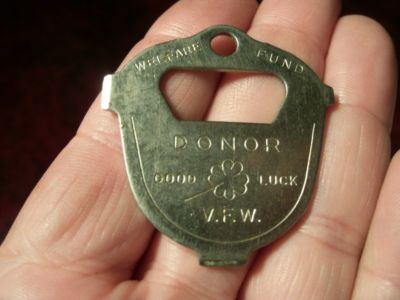 WELFARE FUND
DONOR
GOOD LUCK
V.F.W.